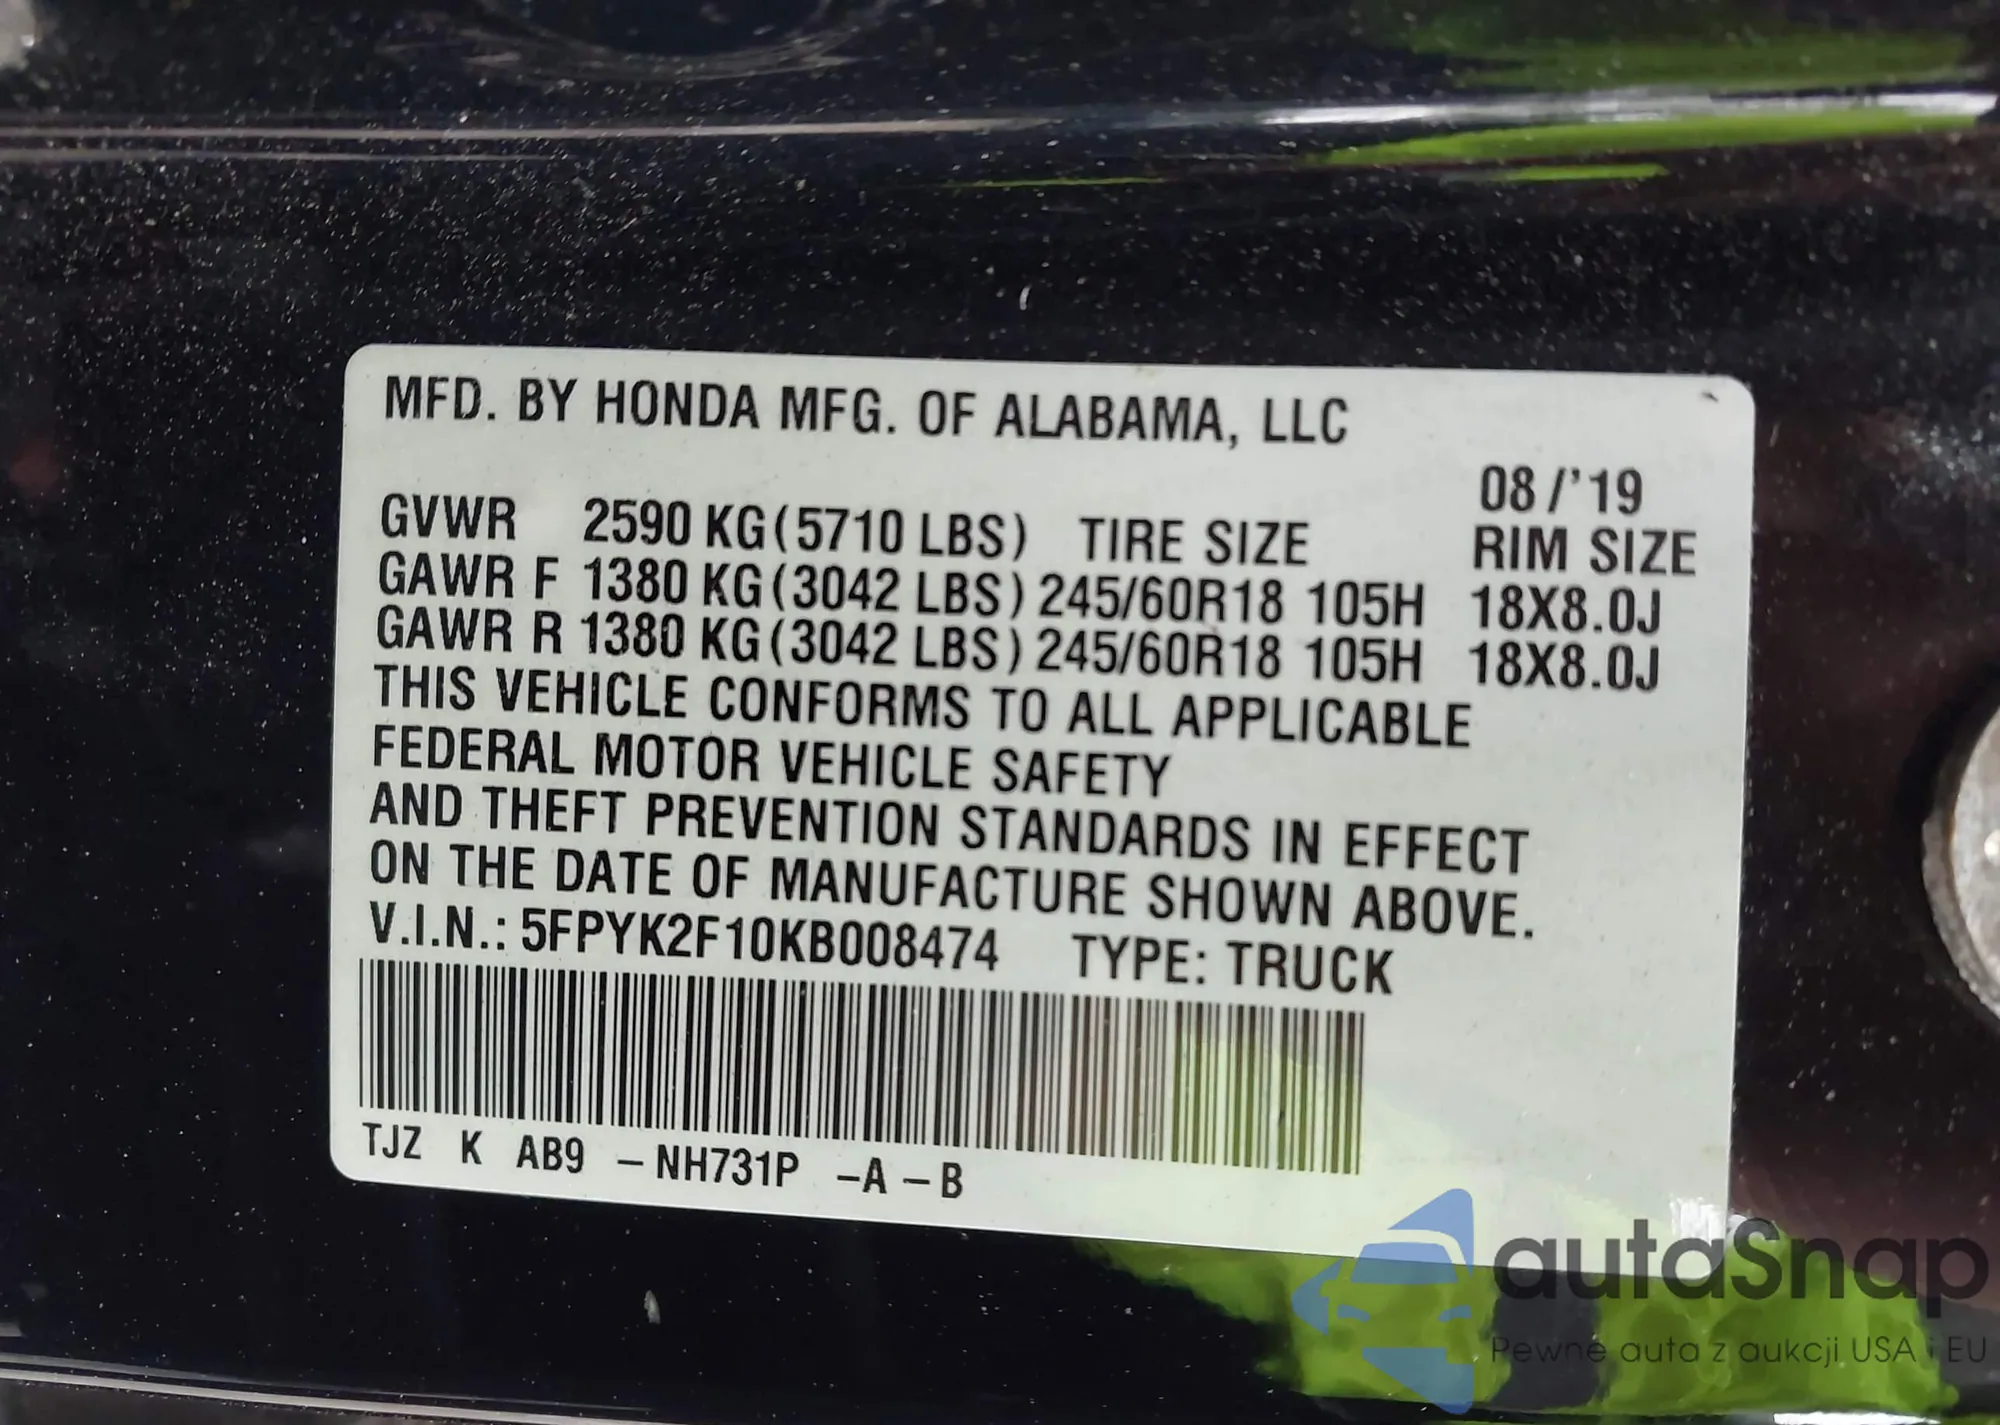 MFD. BY HONDA MFG. OF ALABAMA, LLC
08/'19
GVWR 2590 KG(5710 LBS) TIRE SIZE RIM SIZE
GAWR F 1380 KG(3042 LBS) 245/60R18 105H 18X8.0J
GAWR R 1380 KG(3042 LBS) 245/60R18 105H 18X8.0J
THIS VEHICLE CONFORMS TO ALL APPLICABLE
FEDERAL MOTOR VEHICLE SAFETY
AND THEFT PREVENTION STANDARDS IN EFFECT
ON THE DATE OF MANUFACTURE SHOWN ABOVE.
V.I.N.: 5FPYK2F10KB008474 TYPE: TRUCK
TJZ K AB9 -NH731P -A-B
autaSnap
Pewne auta z aukcji USA i EU